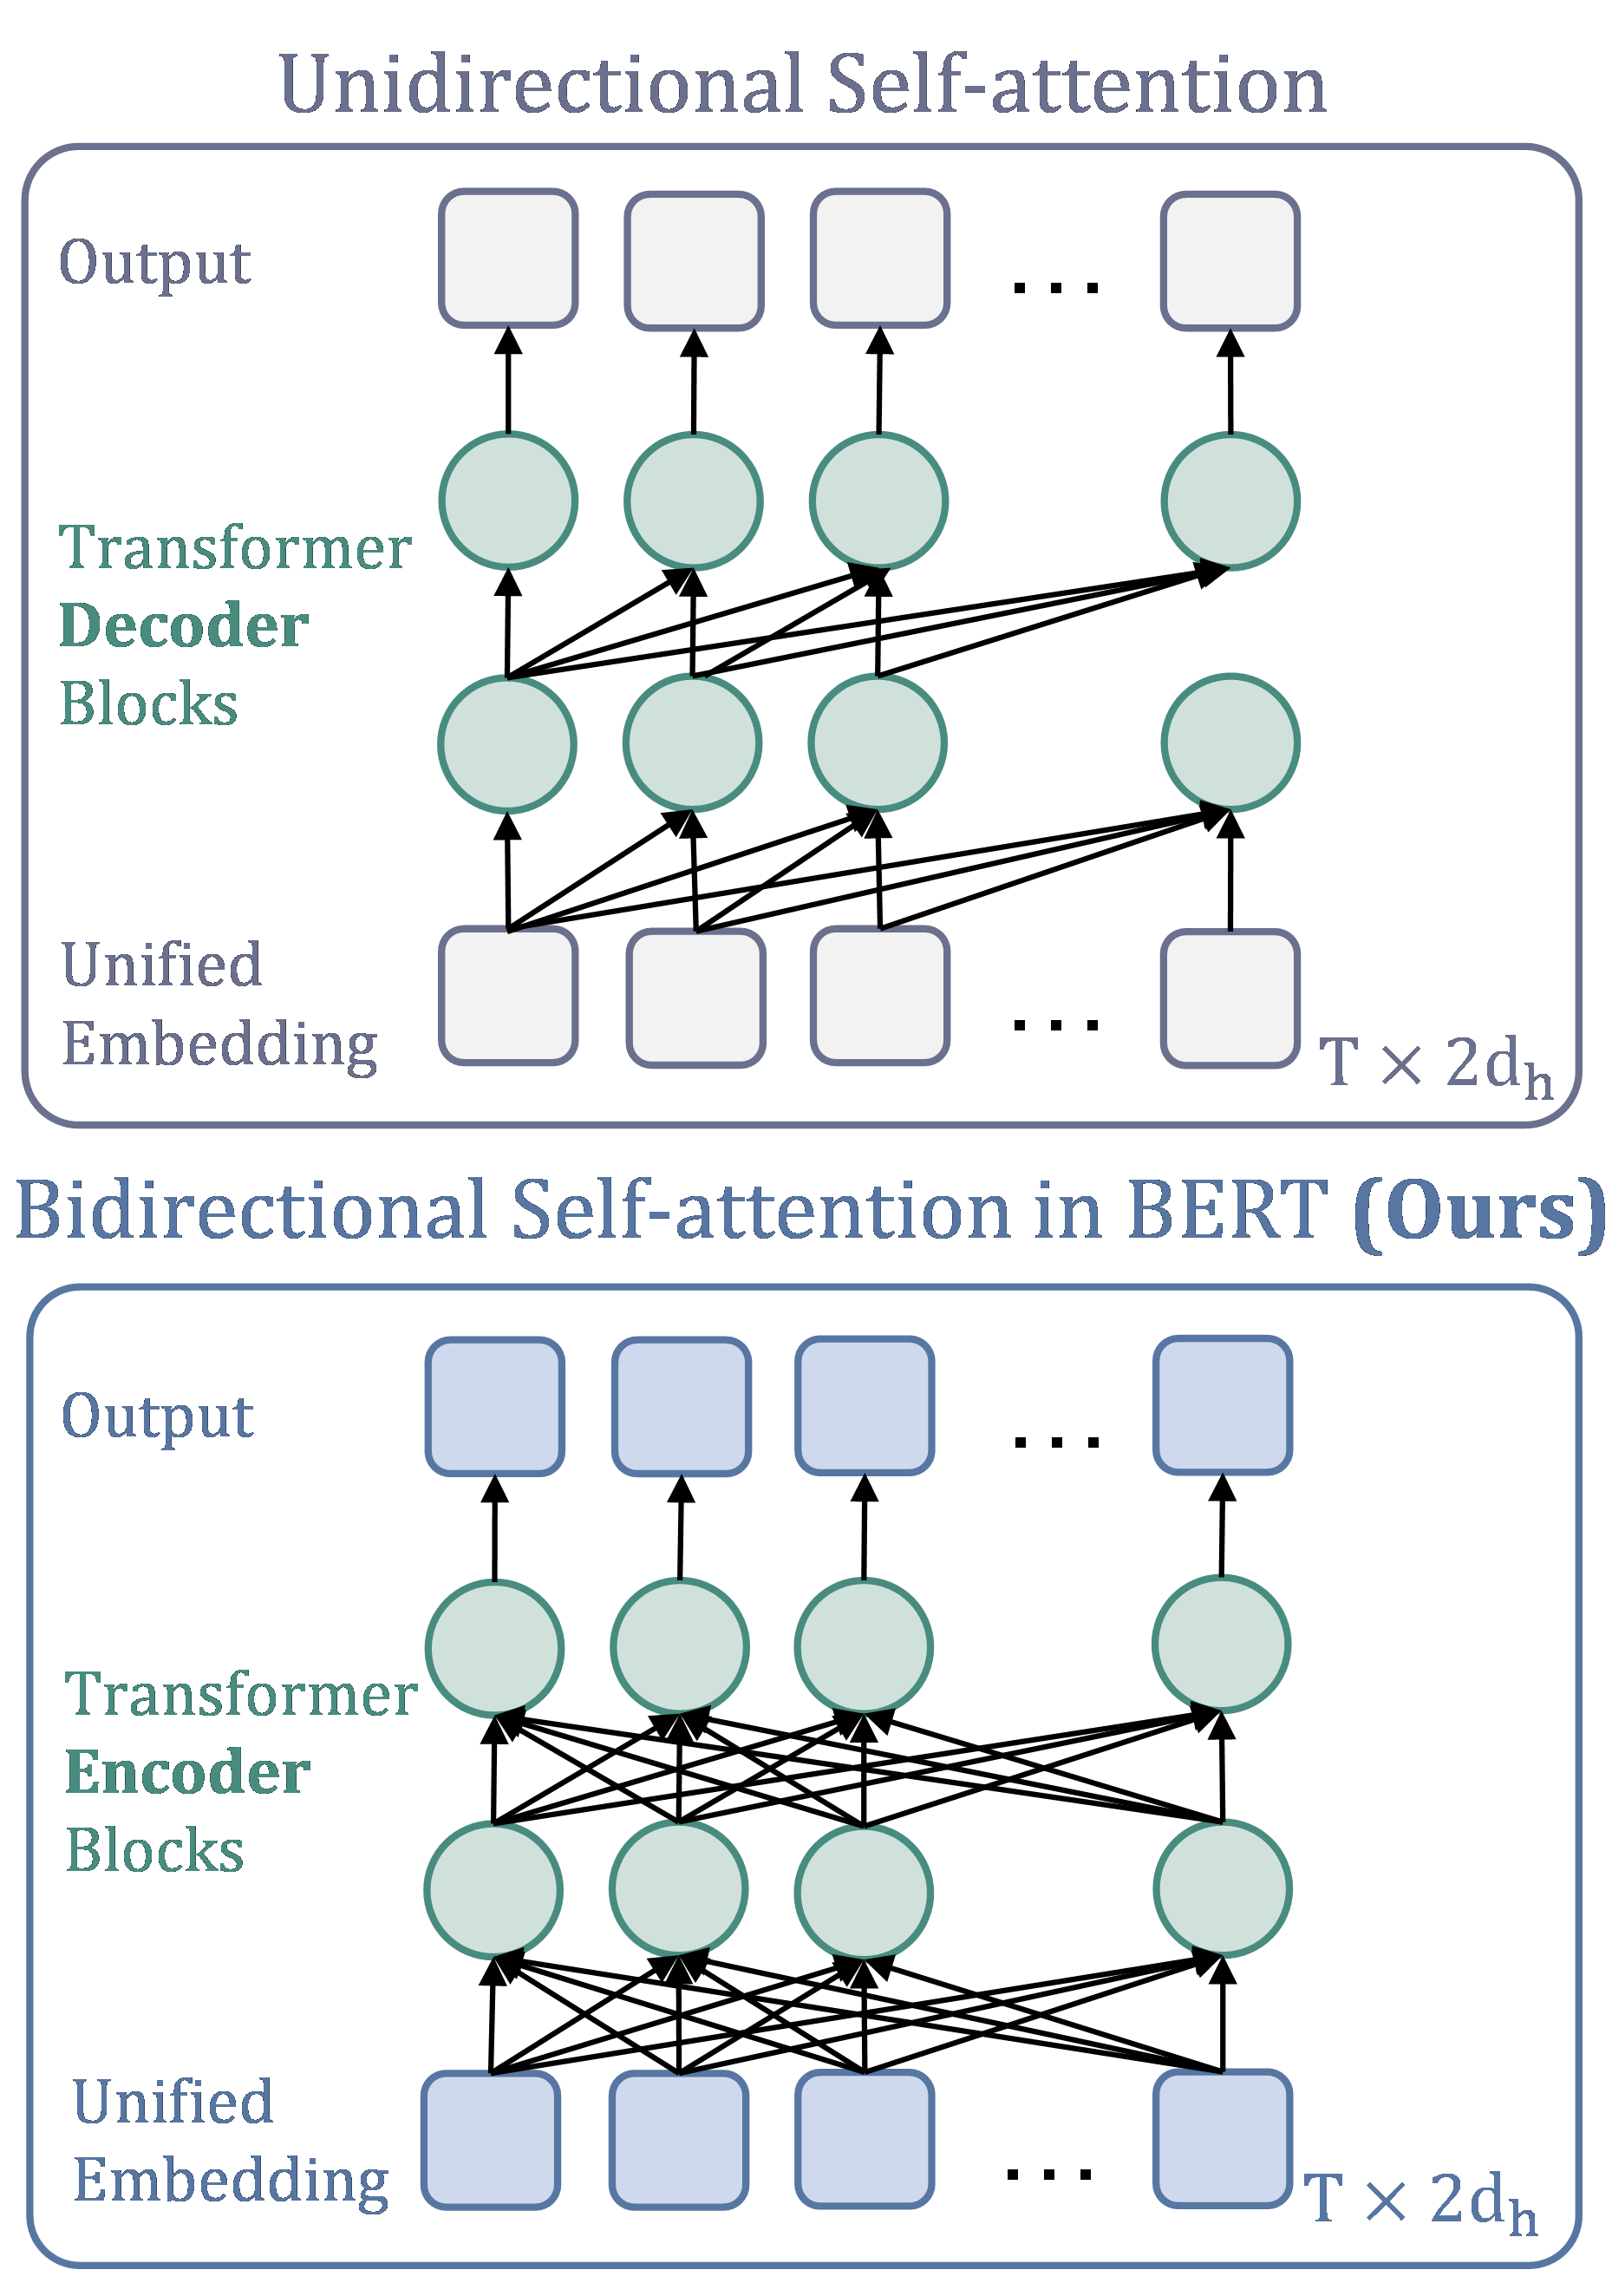 Unidirectional Self-attention
Output
. . .
Transformer
Decoder
Blocks
Unified
Embedding
. . .
T × 2dₕ
Bidirectional Self-attention in BERT (Ours)
Output
. . .
Transformer
Encoder
Blocks
Unified
Embedding
. . .
T × 2dₕ